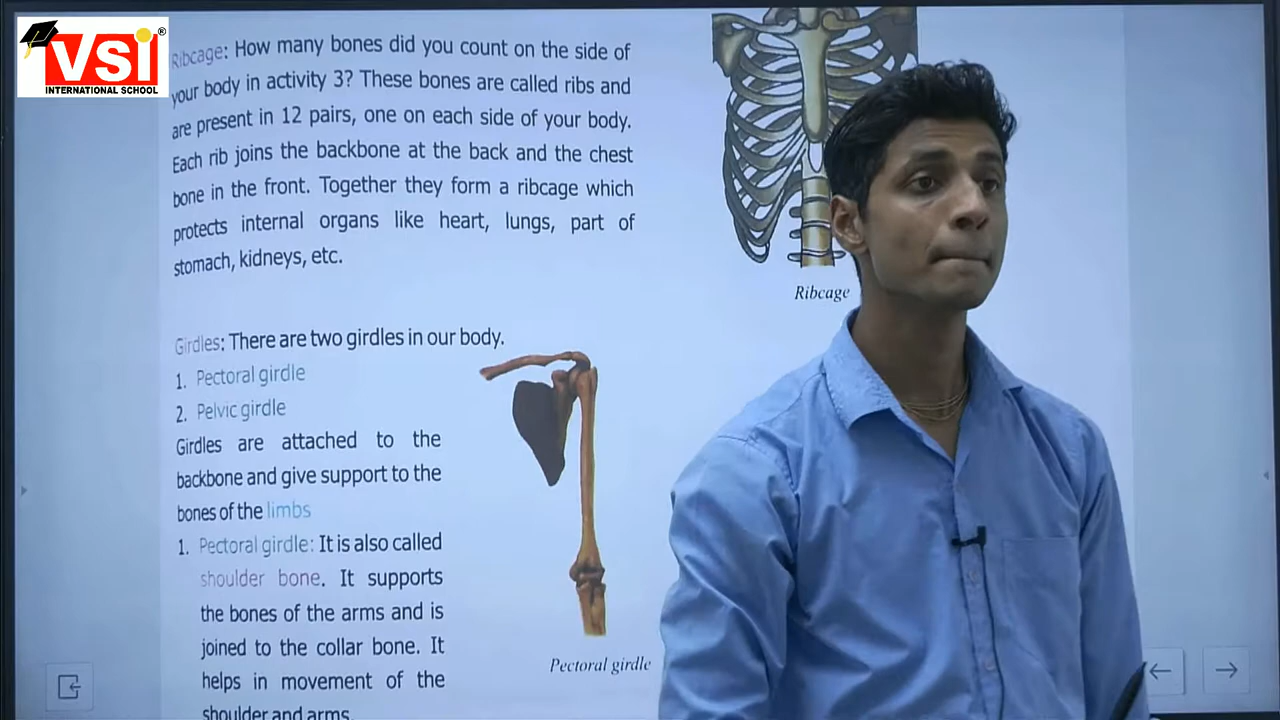 VSI ®
INTERNATIONAL SCHOOL
Ribcage: How many bones did you count on the side of
your body in activity 3? These bones are called ribs and
are present in 12 pairs, one on each side of your body.
Each rib joins the backbone at the back and the chest
bone in the front. Together they form a ribcage which
protects internal organs like heart, lungs, part of
stomach, kidneys, etc.
Ribcage
Girdles: There are two girdles in our body.
1. Pectoral girdle
2. Pelvic girdle
Girdles are attached to the
backbone and give support to the
bones of the limbs
1. Pectoral girdle: It is also called
shoulder bone. It supports
the bones of the arms and is
joined to the collar bone. It
helps in movement of the
shoulder and arms.
Pectoral girdle